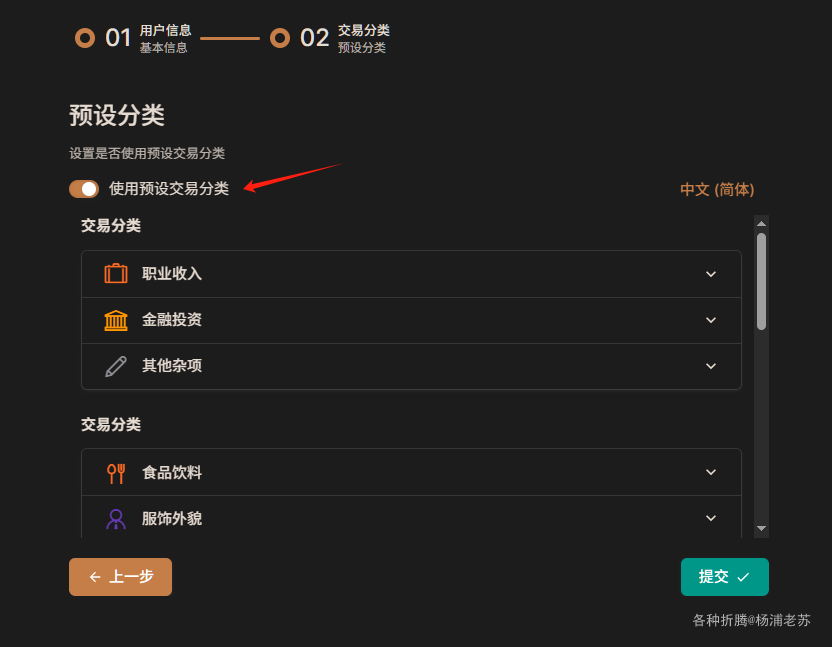 01 用户信息 基本信息
02 交易分类 预设分类
预设分类
设置是否使用预设交易分类
使用预设交易分类 中文 (简体)
交易分类
职业收入
金融投资
其他杂项
交易分类
食品饮料
服饰外貌
上一步 提交
各种折腾@杨浦老苏